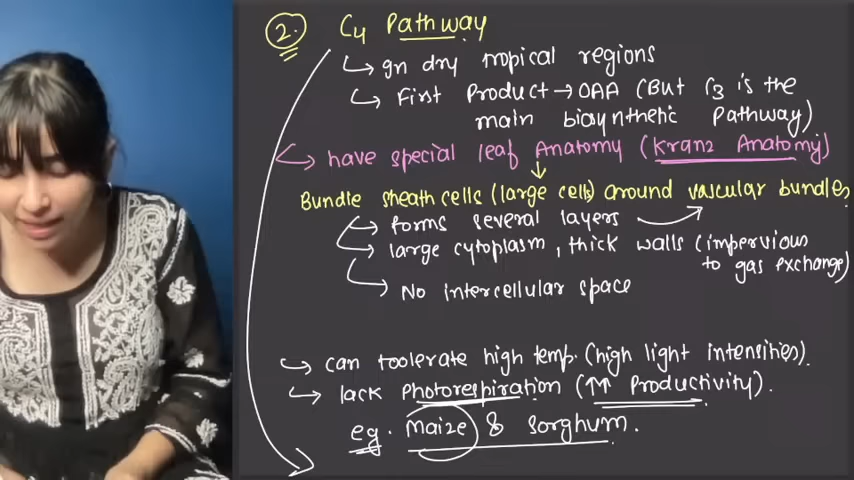 2. C4 Pathway
↳ In dry tropical regions
↳ First Product → OAA (But C3 is the
main biosynthetic Pathway)
↳ have special leaf Anatomy (Kranz Anatomy)
Bundle sheath cells (large cells) around vascular bundles
↳ forms several layers
↳ large cytoplasm, thick walls (impervious
to gas exchange)
↳ No intercellular space
↳ can toolerate high temp. (high light intensities).
↳ lack Photorespiration (↑↑ Productivity).
eg. Maize & sorghum.